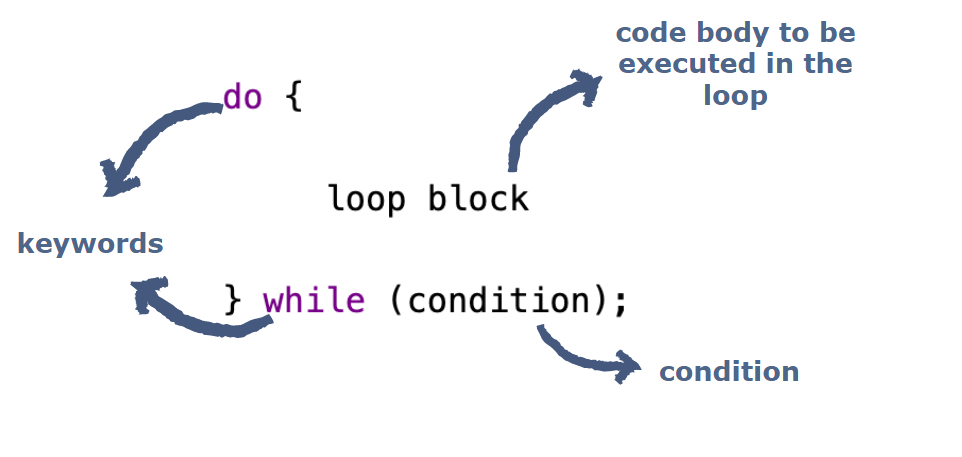 code body to be
executed in the
loop
do {
loop block
keywords
} while (condition);
condition